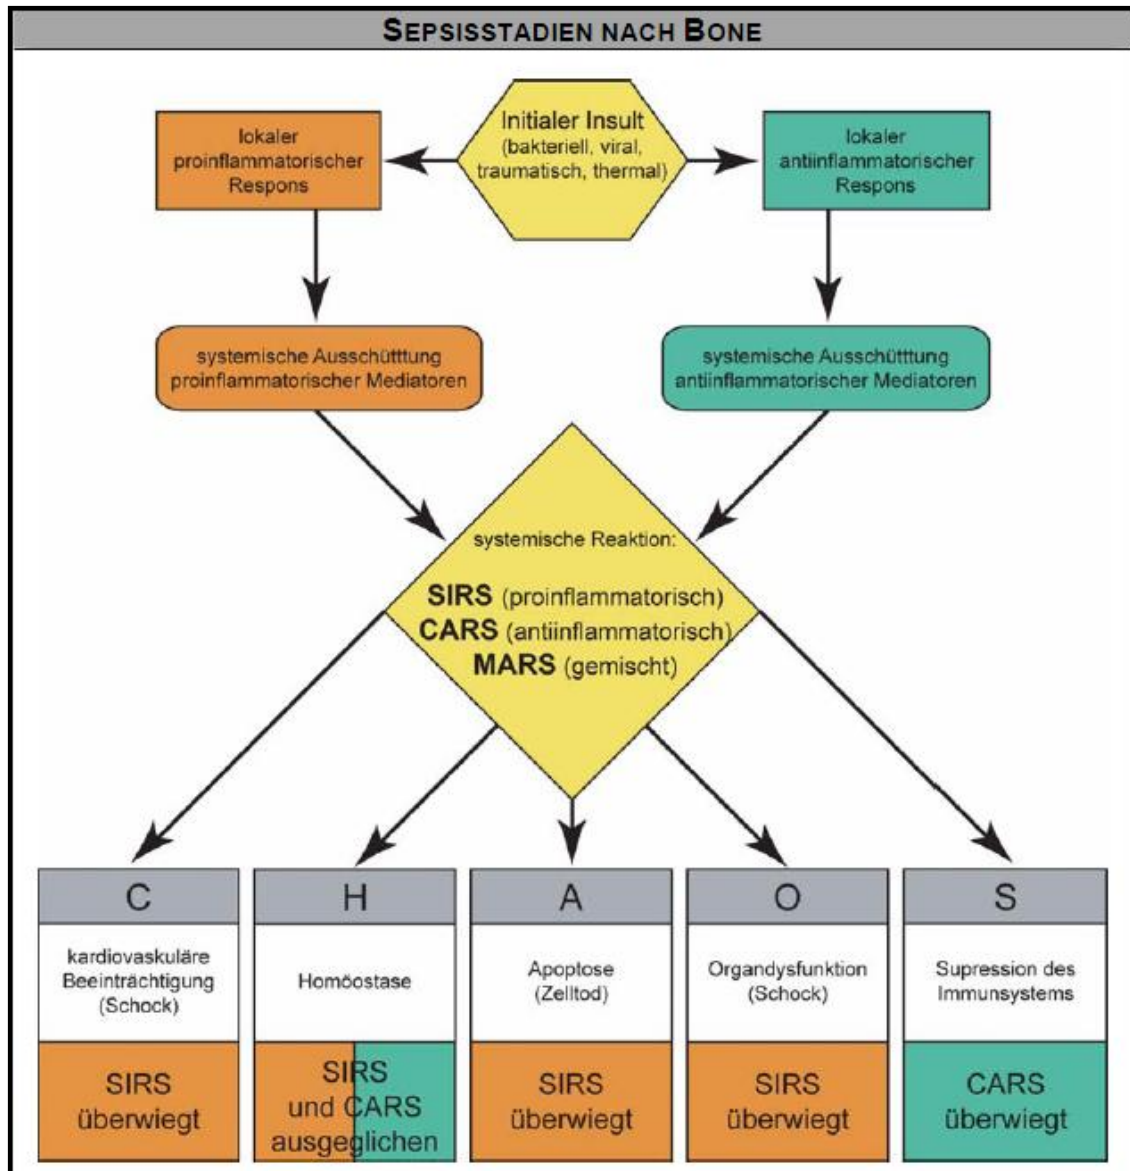 SEPSISSTADIEN NACH BONE
Initialer Insult
(bakteriell, viral,
traumatisch, thermal)
lokaler
proinflammatorischer
Respons
lokaler
antiinflammatorischer
Respons
systemische Ausschütttung
proinflammatorischer Mediatoren
systemische Ausschütttung
antiinflammatorischer Mediatoren
systemische Reaktion:
SIRS (proinflammatorisch)
CARS (antiinflammatorisch)
MARS (gemischt)
C
kardiovaskuläre
Beeinträchtigung
(Schock)
SIRS
überwiegt
H
Homöostase
SIRS
und CARS
ausgeglichen
A
Apoptose
(Zelltod)
SIRS
überwiegt
O
Organdysfunktion
(Schock)
SIRS
überwiegt
S
Supression des
Immunsystems
CARS
überwiegt